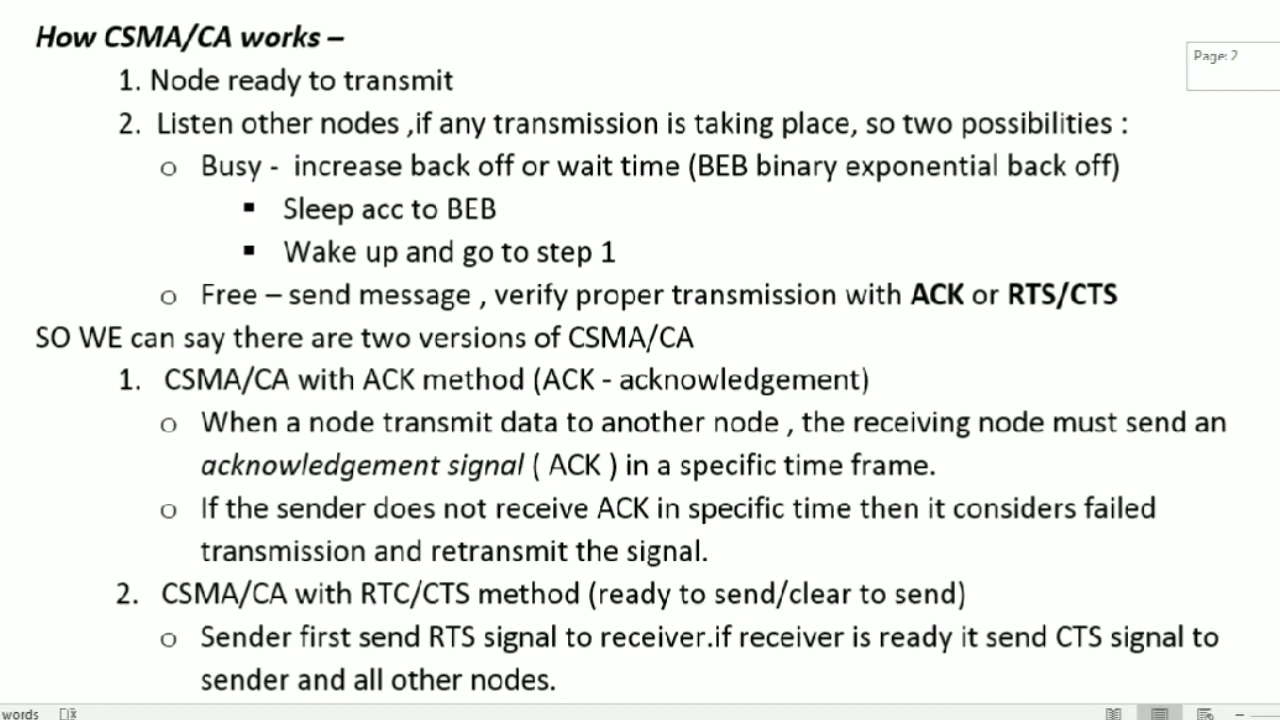 How CSMA/CA works –
Page: 2
1. Node ready to transmit
2. Listen other nodes ,if any transmission is taking place, so two possibilities :
o Busy - increase back off or wait time (BEB binary exponential back off)
▪ Sleep acc to BEB
▪ Wake up and go to step 1
o Free – send message , verify proper transmission with ACK or RTS/CTS
SO WE can say there are two versions of CSMA/CA
1. CSMA/CA with ACK method (ACK - acknowledgement)
o When a node transmit data to another node , the receiving node must send an
acknowledgement signal ( ACK ) in a specific time frame.
o If the sender does not receive ACK in specific time then it considers failed
transmission and retransmit the signal.
2. CSMA/CA with RTC/CTS method (ready to send/clear to send)
o Sender first send RTS signal to receiver.if receiver is ready it send CTS signal to
sender and all other nodes.
words